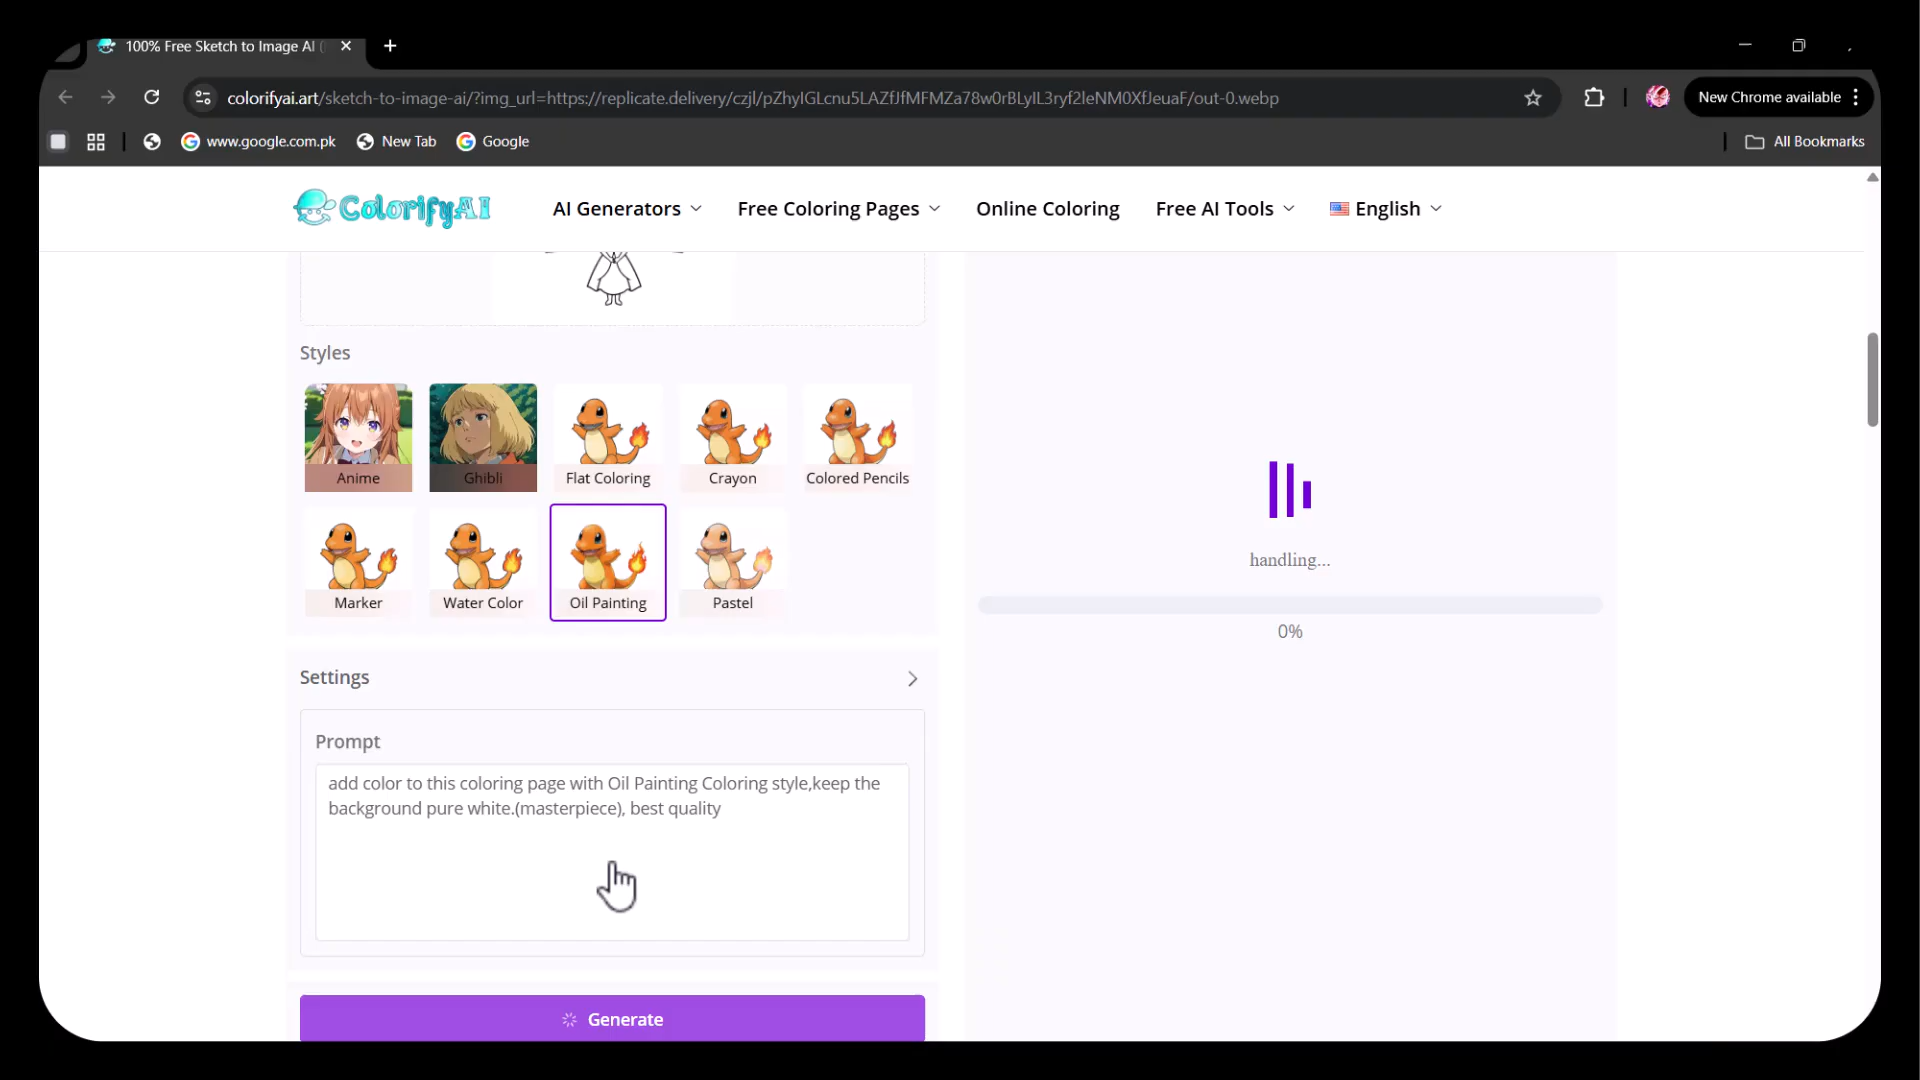 100% Free Sketch to Image AI
colorifyai.art/sketch-to-image-ai/?img_url=https://replicate.delivery/czjl/pZhyIGLcnu5LAZfJfMFMZa78w0rBLyIL3ryf2leNM0XfJeuaF/out-0.webp
New Chrome available
www.google.com.pk
New Tab
Google
All Bookmarks
ColorifyAI
AI Generators
Free Coloring Pages
Online Coloring
Free AI Tools
English
Styles
Anime
Ghibli
Flat Coloring
Crayon
Colored Pencils
Marker
Water Color
Oil Painting
Pastel
handling...
0%
Settings
Prompt
add color to this coloring page with Oil Painting Coloring style,keep the
background pure white.(masterpiece), best quality
Generate